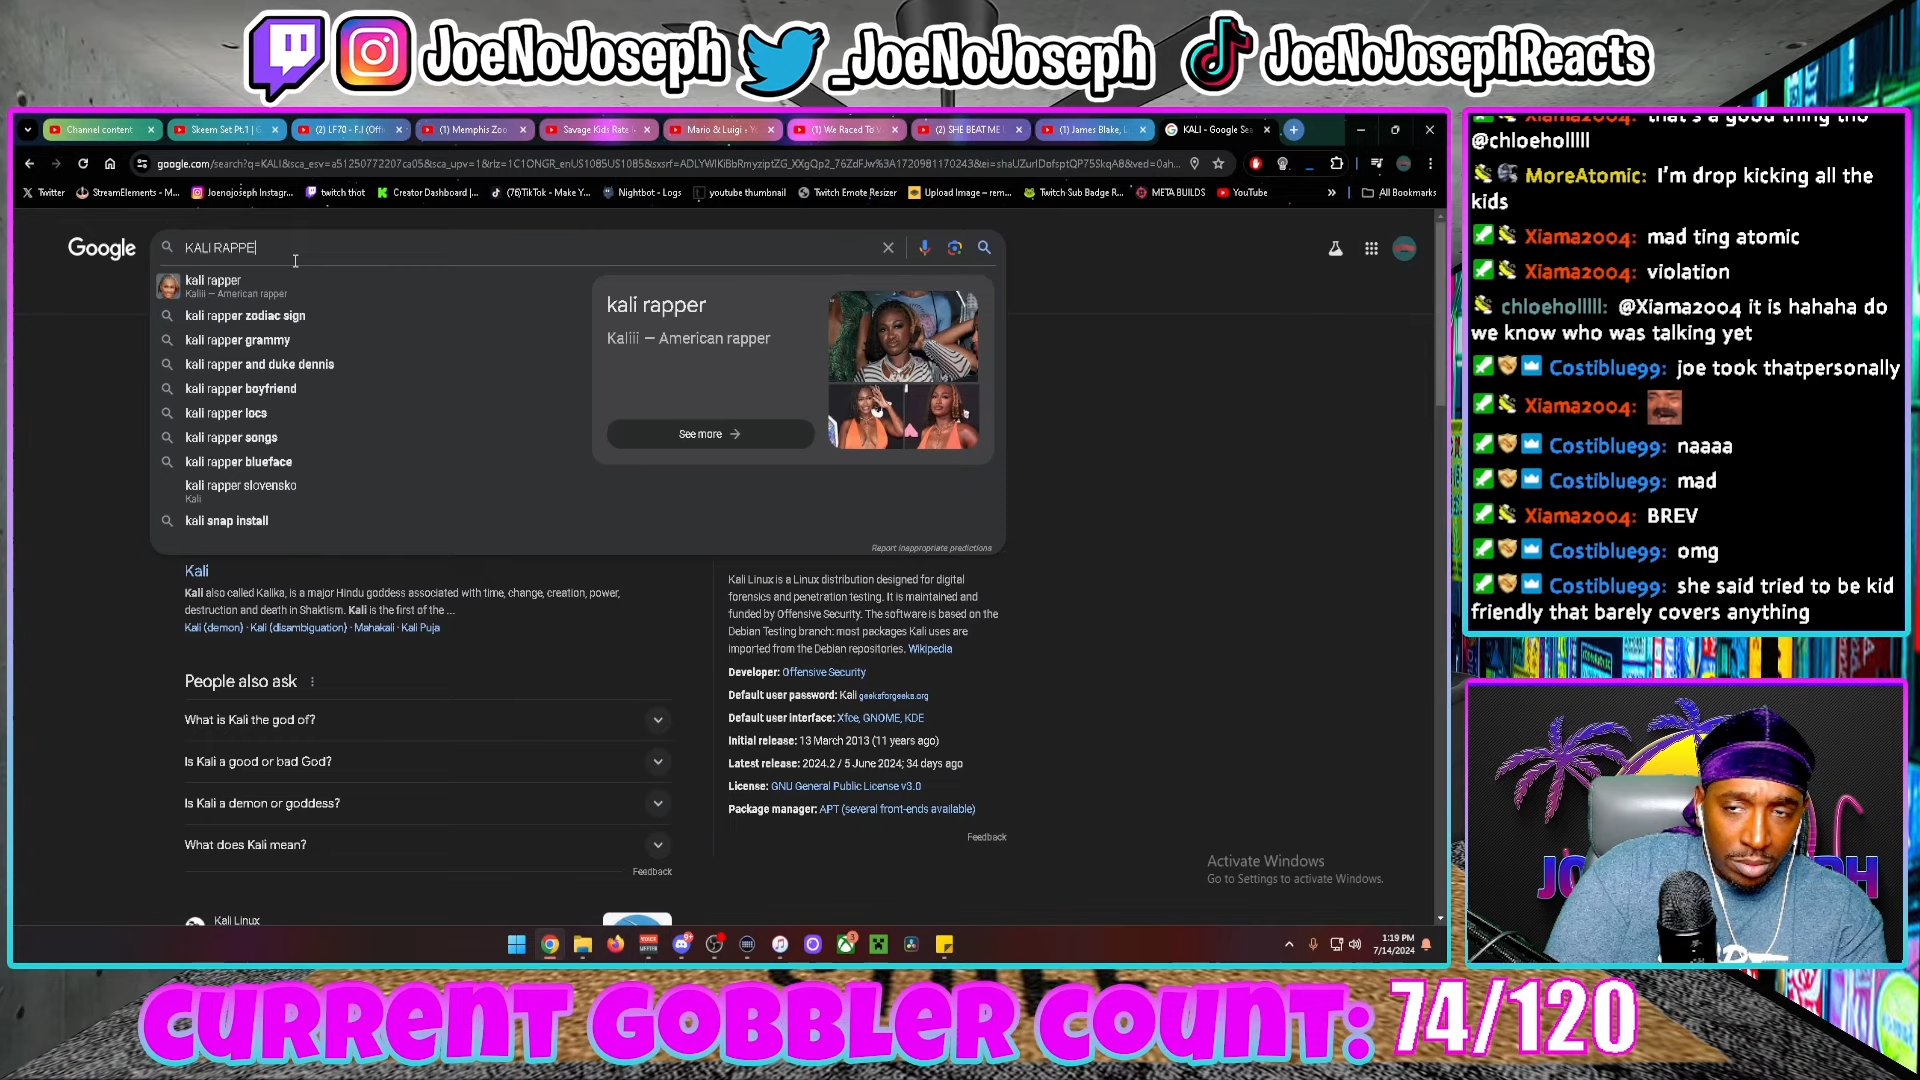 JoeNoJoseph _JoeNoJoseph JoeNoJosephReacts
Channel content
Skeem Set Pt.1 | G
(2) LF70 - F.I (Offi
(1) Memphis Zoo
Savage Kids Rate
Mario & Luigi
(1) We Raced To
(2) SHE BEAT ME
(1) James Blake, L
KALI - Google Sea
Twitter
StreamElements - M...
Joenojoseph Instagr...
twitch thot
Creator Dashboard |...
(76)TikTok - Make Y...
Nightbot - Logs
youtube thumbnail
Twitch Emote Resizer
Upload Image – rem...
Twitch Sub Badge R...
META BUILDS
YouTube
All Bookmarks
Google
KALI RAPPE
kali rapper
Kaliii — American rapper
kali rapper zodiac sign
kali rapper grammy
kali rapper and duke dennis
kali rapper boyfriend
kali rapper locs
kali rapper songs
kali rapper blueface
kali rapper slovensko
Kali
kali snap install
kali rapper
Kaliii — American rapper
See more
Report inappropriate predictions
Kali
Kali also called Kalika, is a major Hindu goddess associated with time, change, creation, power,
destruction and death in Shaktism. Kali is the first of the ...
Kali (demon) · Kali (disambiguation) · Mahakali · Kali Puja
People also ask
What is Kali the god of?
Is Kali a good or bad God?
Is Kali a demon or goddess?
What does Kali mean?
Feedback
Kali Linux
Kali Linux is a Linux distribution designed for digital
forensics and penetration testing. It is maintained and
funded by Offensive Security. The software is based on the
Debian Testing branch: most packages Kali uses are
imported from the Debian repositories. Wikipedia
Developer: Offensive Security
Default user password: Kali geeksforgeeks.org
Default user interface: Xfce, GNOME, KDE
Initial release: 13 March 2013 (11 years ago)
Latest release: 2024.2 / 5 June 2024; 34 days ago
License: GNU General Public License v3.0
Package manager: APT (several front-ends available)
Feedback
Activate Windows
Go to Settings to activate Windows.
1:19 PM
7/14/2024
Xiama2004: that's a good thing tho
@chloeholllll
MoreAtomic: I'm drop kicking all the
kids
Xiama2004: mad ting atomic
Xiama2004: violation
chloeholllll: @Xiama2004 it is hahaha do
we know who was talking yet
Costiblue99: joe took thatpersonally
Xiama2004:
Costiblue99: naaaa
Costiblue99: mad
Xiama2004: BREV
Costiblue99: omg
Costiblue99: she said tried to be kid
friendly that barely covers anything
CURRENT GOBBLER COUNT: 74/120